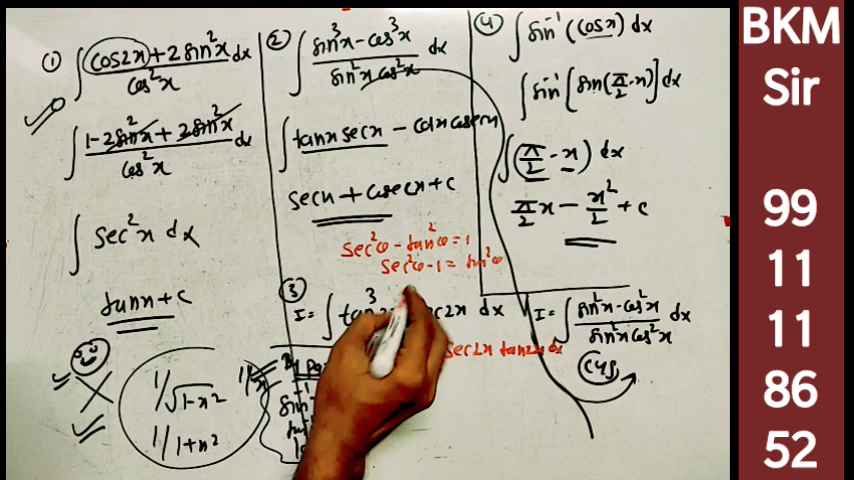 ① ∫ cos2x + 2sin²x / cos²x dx
∫ 1-2sin²x + 2sin²x / cos²x dx
∫ sec²x dx
tanx + c
1/√1-x²
1/1+x²
② ∫ sin³x - cos³x / sin²x cos²x dx
∫ tanx secx - cotx cosecx
secx + cosecx + c
sec²θ - tan²θ = 1
sec²θ - 1 = tan²θ
③
I = ∫ tan³2x sec2x dx
sec2x tan2x dx
④ ∫ sin⁻¹(cosx) dx
∫ sin⁻¹[sin(π/2 - x)] dx
∫ (π/2 - x) dx
π/2 x - x²/2 + c
I = ∫ sin²x - cos²x / sin²x cos²x dx
BKM
Sir
99
11
11
86
52